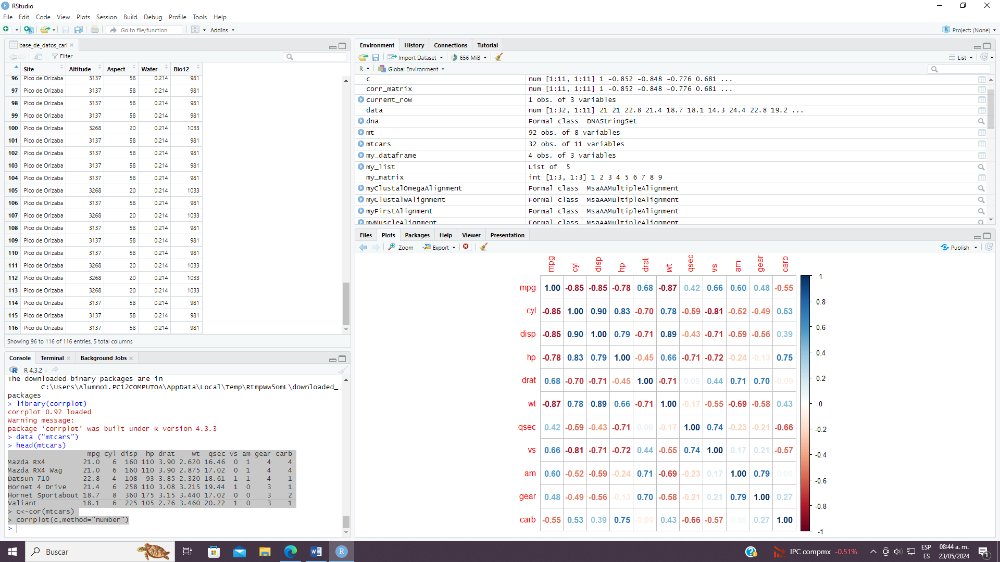 RStudio
File Edit Code View Plots Session Build Debug Profile Tools Help
Go to file/function Addins Project: (None)
base_de_datos_cari
Filter
Site Altitude Aspect Water Bio12
96 Pico de Orizaba 3137 58 0.214 981
97 Pico de Orizaba 3137 58 0.214 981
98 Pico de Orizaba 3137 58 0.214 981
99 Pico de Orizaba 3137 58 0.214 981
100 Pico de Orizaba 3268 20 0.214 1033
101 Pico de Orizaba 3137 58 0.214 981
102 Pico de Orizaba 3137 58 0.214 981
103 Pico de Orizaba 3137 58 0.214 981
104 Pico de Orizaba 3137 58 0.214 981
105 Pico de Orizaba 3268 20 0.214 1033
106 Pico de Orizaba 3137 58 0.214 981
107 Pico de Orizaba 3268 20 0.214 1033
108 Pico de Orizaba 3137 58 0.214 981
109 Pico de Orizaba 3137 58 0.214 981
110 Pico de Orizaba 3137 58 0.214 981
111 Pico de Orizaba 3268 20 0.214 1033
112 Pico de Orizaba 3268 20 0.214 1033
113 Pico de Orizaba 3268 20 0.214 1033
114 Pico de Orizaba 3137 58 0.214 981
115 Pico de Orizaba 3137 58 0.214 981
116 Pico de Orizaba 3137 58 0.214 981
Showing 96 to 116 of 116 entries, 5 total columns
Console Terminal Background Jobs
R 4.3.2 .
The downloaded binary packages are in
C:\Users\Alumno1.PC12COMPUTOA\AppData\Local\Temp\RtmpWw5omL\downloaded_
packages
> library(corrplot)
corrplot 0.92 loaded
Warning message:
package ‘corrplot’ was built under R version 4.3.3
> data ("mtcars")
> head(mtcars)
mpg cyl disp hp drat wt qsec vs am gear carb
Mazda RX4 21.0 6 160 110 3.90 2.620 16.46 0 1 4 4
Mazda RX4 Wag 21.0 6 160 110 3.90 2.875 17.02 0 1 4 4
Datsun 710 22.8 4 108 93 3.85 2.320 18.61 1 1 4 1
Hornet 4 Drive 21.4 6 258 110 3.08 3.215 19.44 1 0 3 1
Hornet Sportabout 18.7 8 360 175 3.15 3.440 17.02 0 0 3 2
Valiant 18.1 6 225 105 2.76 3.460 20.22 1 0 3 1
> c<-cor(mtcars)
> corrplot(c,method="number")
>
Environment History Connections Tutorial
Import Dataset 656 MiB List
R Global Environment
c num [1:11, 1:11] 1 -0.852 -0.848 -0.776 0.681 ...
corr_matrix num [1:11, 1:11] 1 -0.852 -0.848 -0.776 0.681 ...
current_row 1 obs. of 3 variables
data num [1:32, 1:11] 21 21 22.8 21.4 18.7 18.1 14.3 24.4 22.8 19.2 ...
dna Formal class DNAStringSet
mt 92 obs. of 8 variables
mtcars 32 obs. of 11 variables
my_dataframe 4 obs. of 3 variables
my_list List of 5
my_matrix int [1:3, 1:3] 1 2 3 4 5 6 7 8 9
myClustalOmegaAlignment Formal class MsaAAMultipleAlignment
myClustalWAlignment Formal class MsaAAMultipleAlignment
myFirstAlignment Formal class MsaAAMultipleAlignment
myMuscleAlignment Formal class MsaAAMultipleAlignment
Files Plots Packages Help Viewer Presentation
Zoom Export Publish
mpg cyl disp hp drat wt qsec vs am gear carb
mpg 1.00 -0.85 -0.85 -0.78 0.68 -0.87 0.42 0.66 0.60 0.48 -0.55
cyl -0.85 1.00 0.90 0.83 -0.70 0.78 -0.59 -0.81 -0.52 -0.49 0.53
disp -0.85 0.90 1.00 0.79 -0.71 0.89 -0.43 -0.71 -0.59 -0.56 0.39
hp -0.78 0.83 0.79 1.00 -0.45 0.66 -0.71 -0.72 -0.24 -0.13 0.75
drat 0.68 -0.70 -0.71 -0.45 1.00 -0.71 0.09 0.44 0.71 0.70 -0.09
wt -0.87 0.78 0.89 0.66 -0.71 1.00 -0.17 -0.55 -0.69 -0.58 0.43
qsec 0.42 -0.59 -0.43 -0.71 0.09 -0.17 1.00 0.74 -0.23 -0.21 -0.66
vs 0.66 -0.81 -0.71 -0.72 0.44 -0.55 0.74 1.00 0.17 0.21 -0.57
am 0.60 -0.52 -0.59 -0.24 0.71 -0.69 -0.23 0.17 1.00 0.79 0.06
gear 0.48 -0.49 -0.56 -0.13 0.70 -0.58 -0.21 0.21 0.79 1.00 0.27
carb -0.55 0.53 0.39 0.75 -0.09 0.43 -0.66 -0.57 0.06 0.27 1.00
1
0.8
0.6
0.4
0.2
0
-0.2
-0.4
-0.6
-0.8
-1
Buscar
IPC compmx -0.51%
ESP
ES
08:44 a. m.
23/05/2024
1